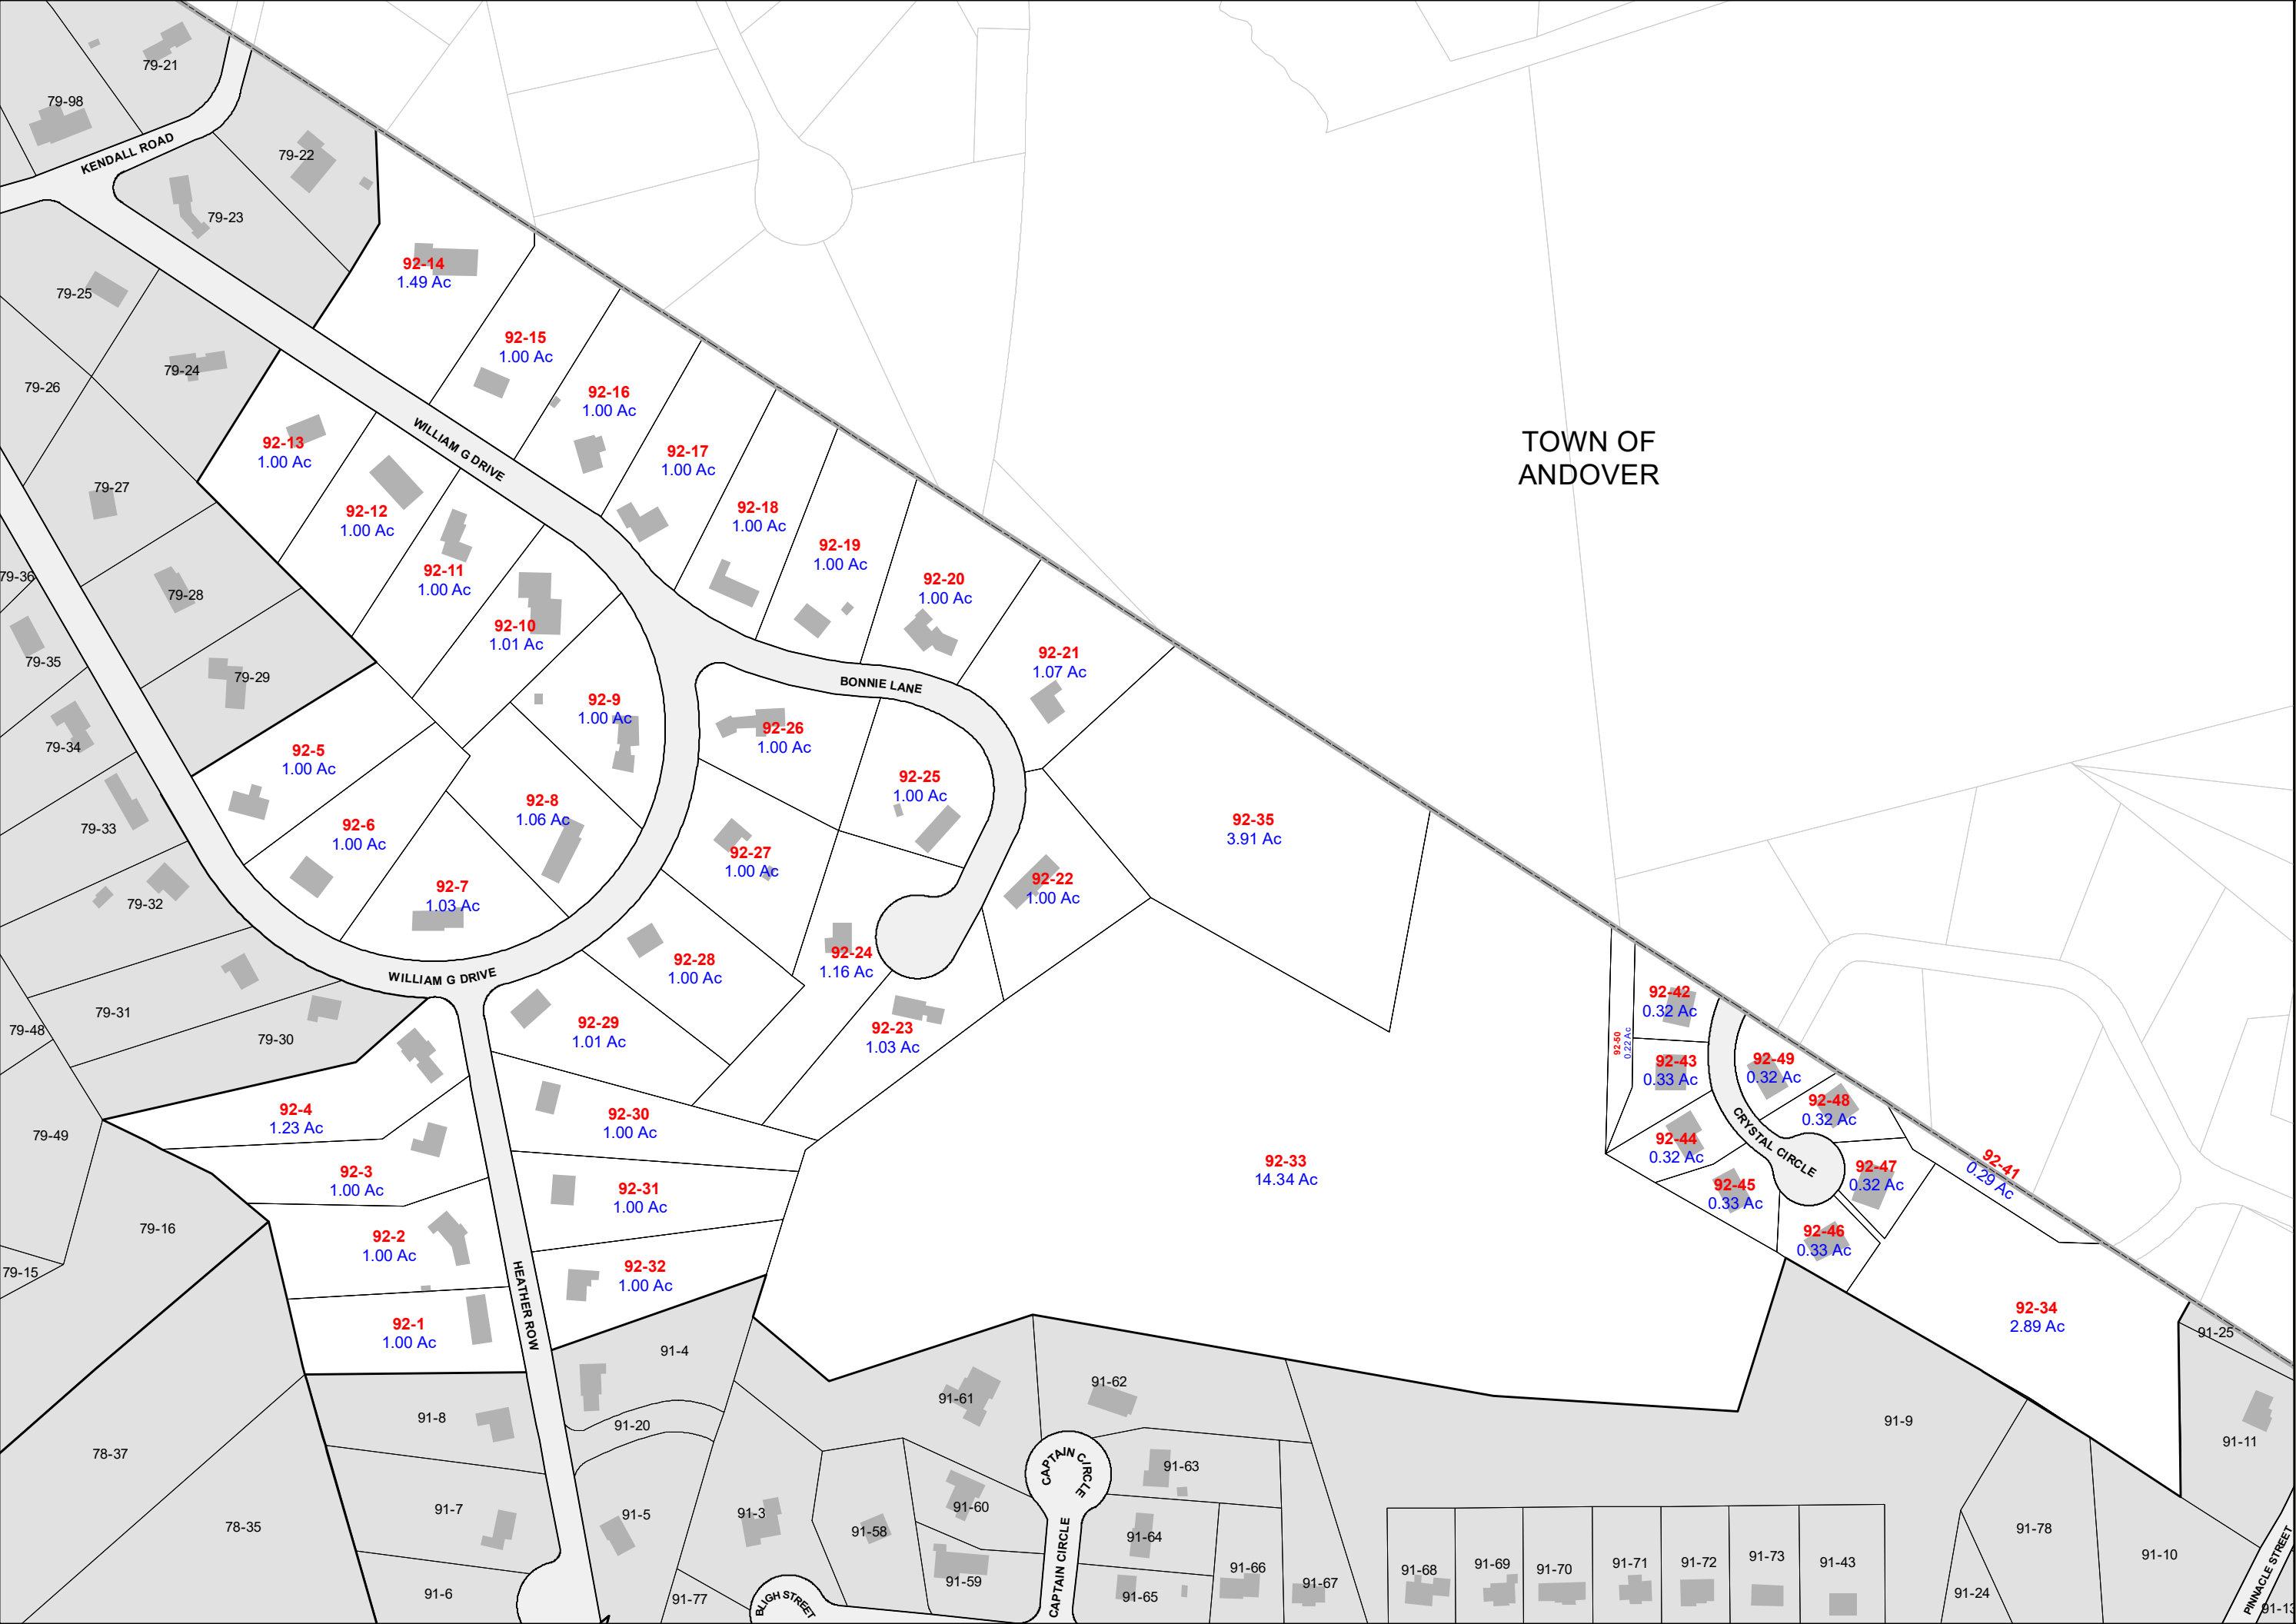 79-21
79-98
KENDALL ROAD
79-22
79-23
79-25
79-24
79-26
92-14
1.49 Ac
92-15
1.00 Ac
92-16
1.00 Ac
92-17
1.00 Ac
92-18
1.00 Ac
92-19
1.00 Ac
92-20
1.00 Ac
92-21
1.07 Ac
TOWN OF
ANDOVER
WILLIAM G DRIVE
92-13
1.00 Ac
92-12
1.00 Ac
92-11
1.00 Ac
92-10
1.01 Ac
92-9
1.00 Ac
79-27
79-36
79-28
79-35
79-29
79-34
79-33
79-32
BONNIE LANE
92-26
1.00 Ac
92-25
1.00 Ac
92-5
1.00 Ac
92-6
1.00 Ac
92-8
1.06 Ac
92-7
1.03 Ac
92-27
1.00 Ac
92-22
1.00 Ac
92-35
3.91 Ac
WILLIAM G DRIVE
92-28
1.00 Ac
92-24
1.16 Ac
92-23
1.03 Ac
92-29
1.01 Ac
79-31
79-48
79-30
79-49
92-4
1.23 Ac
92-30
1.00 Ac
92-3
1.00 Ac
92-31
1.00 Ac
92-33
14.34 Ac
92-2
1.00 Ac
92-32
1.00 Ac
92-1
1.00 Ac
HEATHER ROW
79-16
79-15
92-50
0.22 Ac
92-42
0.32 Ac
92-43
0.33 Ac
92-49
0.32 Ac
92-48
0.32 Ac
92-44
0.32 Ac
CRYSTAL CIRCLE
92-45
0.33 Ac
92-47
0.32 Ac
92-46
0.33 Ac
92-41
0.29 Ac
92-34
2.89 Ac
91-25
91-11
91-4
91-8
91-20
91-61
91-62
91-9
78-37
78-35
91-7
91-5
91-3
91-58
91-60
91-59
91-63
91-64
91-65
91-66
91-67
91-68
91-69
91-70
91-71
91-72
91-73
91-43
91-78
91-10
91-24
91-6
91-77
BLIGH STREET
CAPTAIN CIRCLE
CAPTAIN CIRCLE
PINNACLE STREET